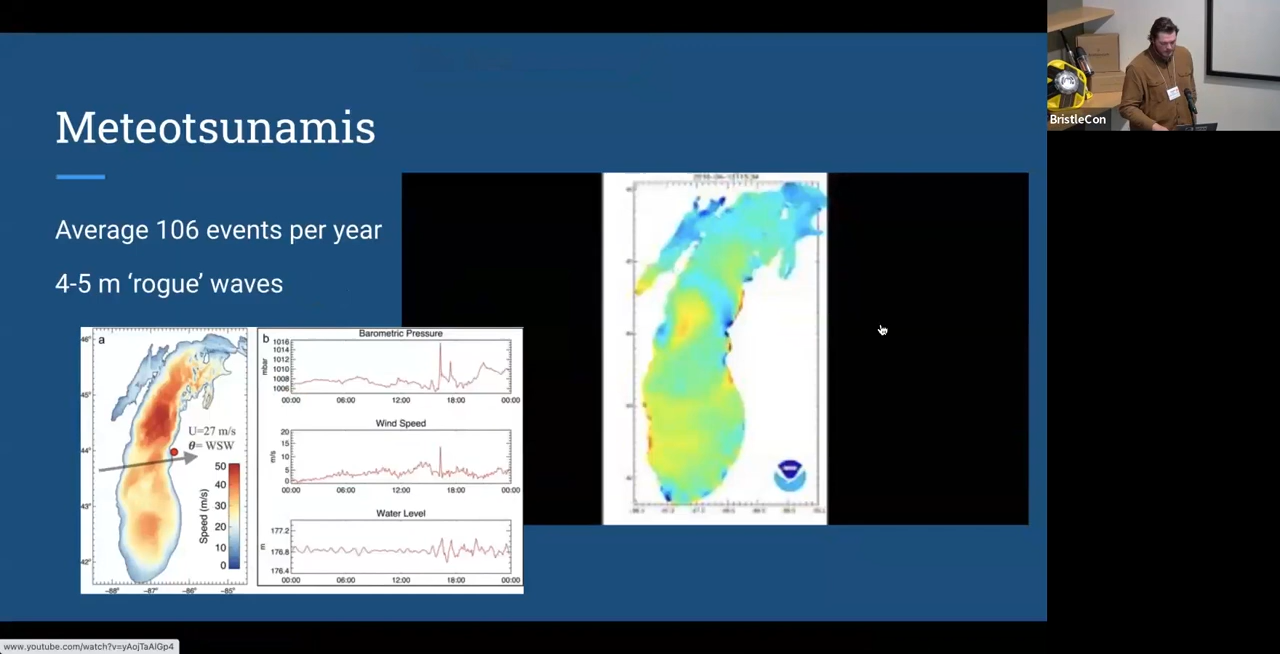 Meteotsunamis
Average 106 events per year
4-5 m ‘rogue’ waves
a
46°
45°
44°
43°
42°
-88°
-87°
-86°
-85°
U=27 m/s
θ= WSW
Speed (m/s)
50
40
30
20
10
0
b
Barometric Pressure
mbar
1016
1014
1012
1010
1008
1006
00:00 06:00 12:00 18:00 00:00
Wind Speed
m/s
20
15
10
5
0
00:00 06:00 12:00 18:00 00:00
Water Level
m
177.2
176.8
176.4
00:00 06:00 12:00 18:00 00:00
BristleCon
www.youtube.com/watch?v=yAojTaAIGp4